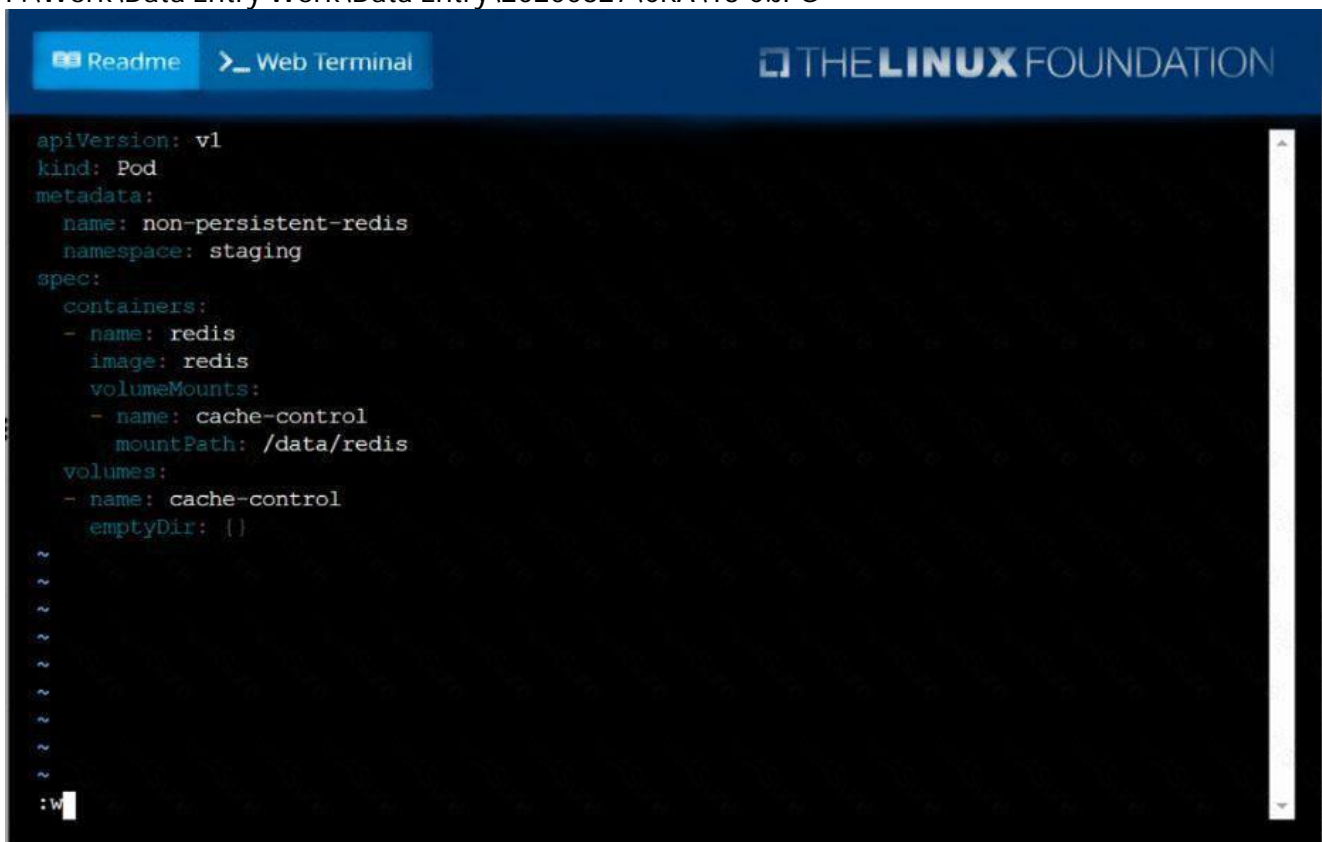 Readme >_ Web Terminal THE LINUX FOUNDATION
apiVersion: v1
kind: Pod
metadata:
  name: non-persistent-redis
  namespace: staging
spec:
  containers:
  - name: redis
    image: redis
    volumeMounts:
    - name: cache-control
      mountPath: /data/redis
  volumes:
  - name: cache-control
    emptyDir: {}
~
~
~
~
~
~
~
~
~
:w